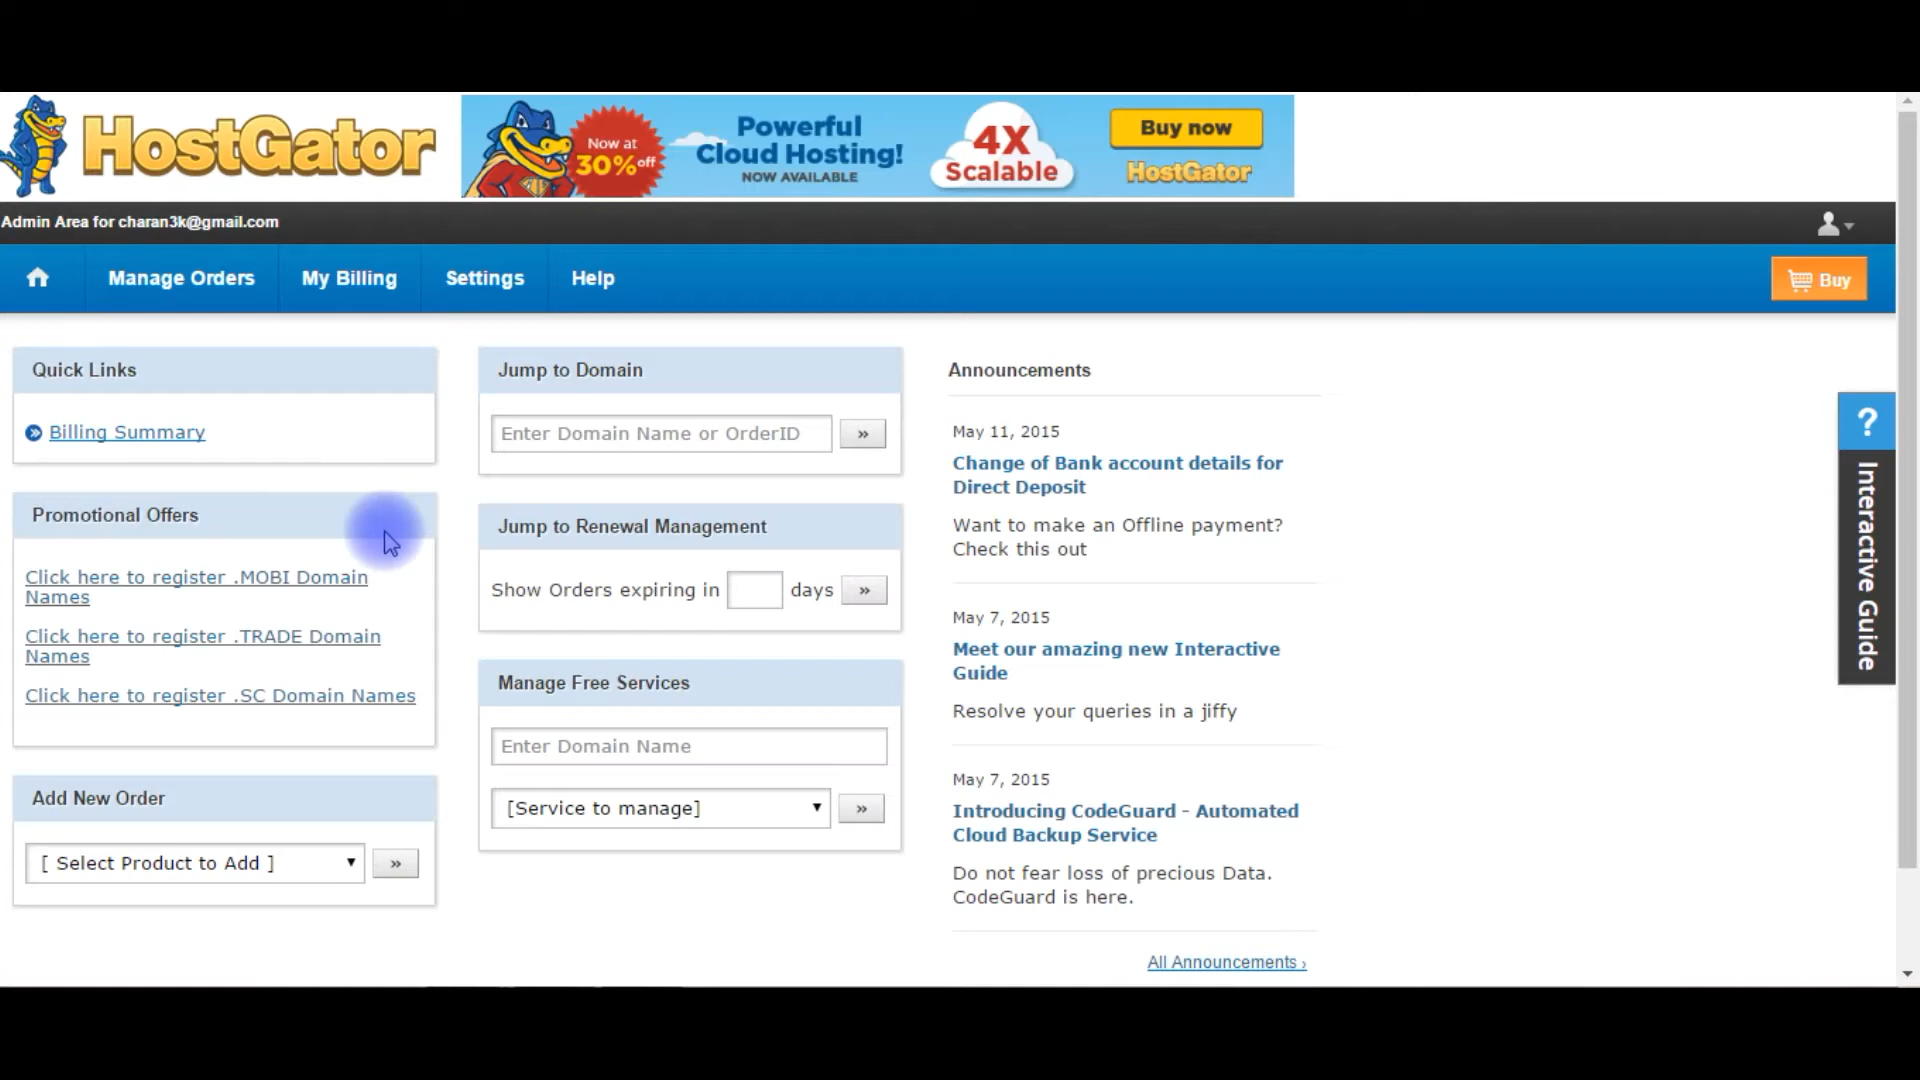 HostGator
Now at
30% off
Powerful
Cloud Hosting!
NOW AVAILABLE
4X
Scalable
Buy now
HostGator
Admin Area for charan3k@gmail.com
Manage Orders
My Billing
Settings
Help
Buy
Quick Links
Billing Summary
Promotional Offers
Click here to register .MOBI Domain
Names
Click here to register .TRADE Domain
Names
Click here to register .SC Domain Names
Add New Order
[ Select Product to Add ]
»
Jump to Domain
Enter Domain Name or OrderID
»
Jump to Renewal Management
Show Orders expiring in days »
Manage Free Services
Enter Domain Name
[Service to manage]
»
Announcements
May 11, 2015
Change of Bank account details for
Direct Deposit
Want to make an Offline payment?
Check this out
May 7, 2015
Meet our amazing new Interactive
Guide
Resolve your queries in a jiffy
May 7, 2015
Introducing CodeGuard - Automated
Cloud Backup Service
Do not fear loss of precious Data.
CodeGuard is here.
All Announcements ›
?
Interactive Guide